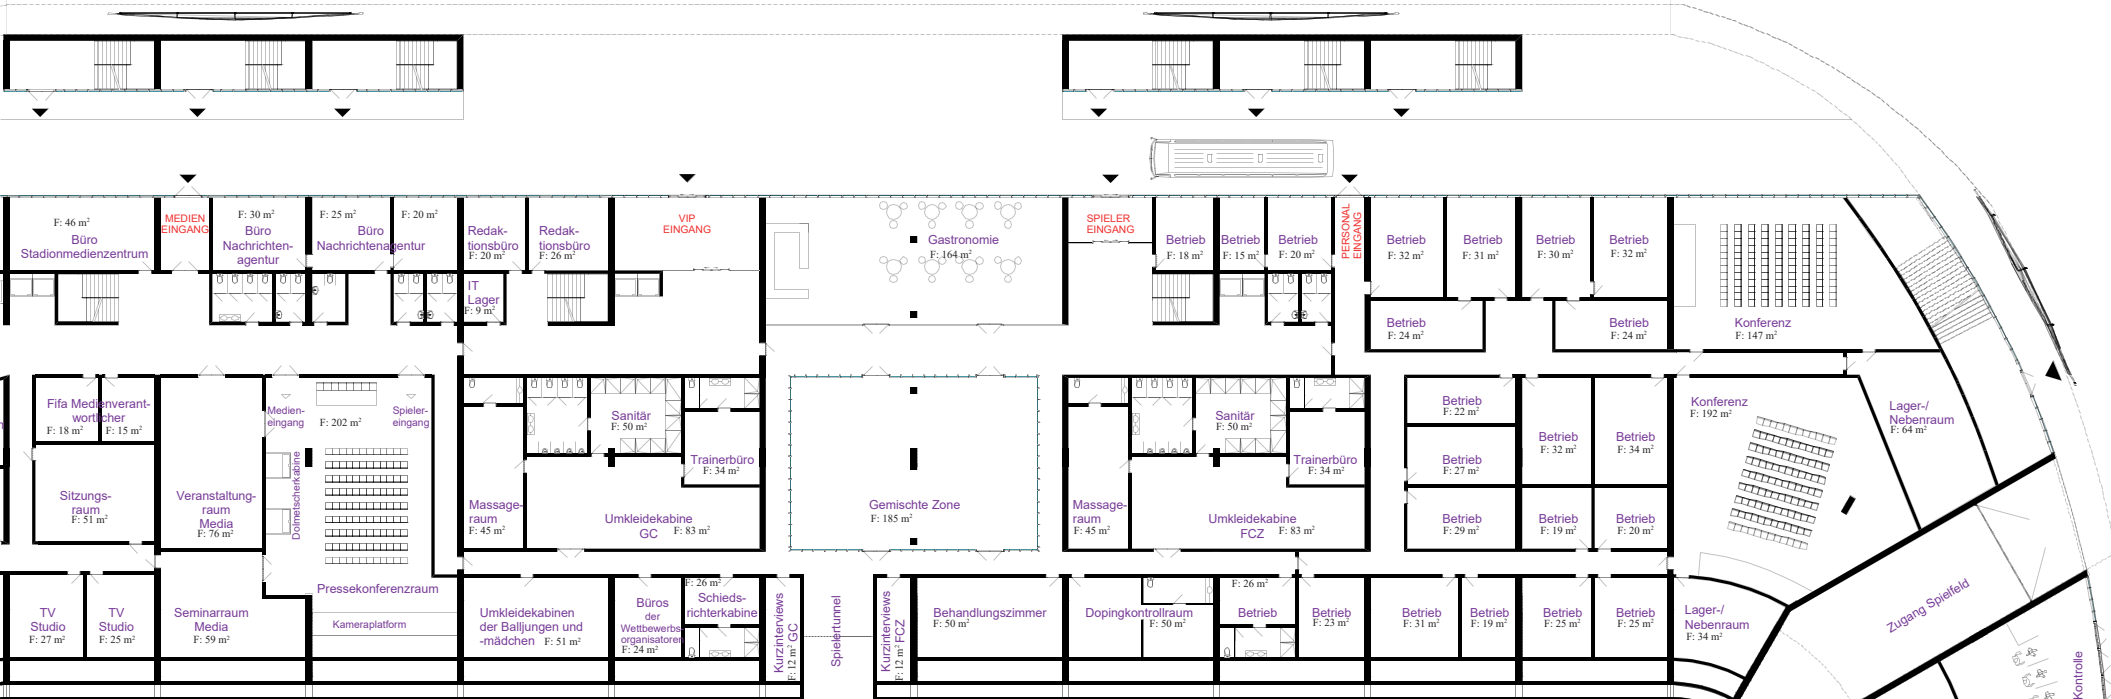 F: 46 m²
Büro
Stadionmedienzentrum
MEDIEN
EINGANG
F: 30 m²
Büro
Nachrichten-
agentur
F: 25 m²
F: 20 m²
Büro
Nachrichtenagentur
Redak-
tionsbüro
F: 20 m²
Redak-
tionsbüro
F: 26 m²
IT
Lager
F: 9 m²
VIP
EINGANG
Gastronomie
F: 164 m²
SPIELER
EINGANG
Betrieb
F: 18 m²
Betrieb
F: 15 m²
Betrieb
F: 20 m²
PERSONAL
EINGANG
Betrieb
F: 32 m²
Betrieb
F: 31 m²
Betrieb
F: 30 m²
Betrieb
F: 32 m²
Betrieb
F: 24 m²
Betrieb
F: 24 m²
Konferenz
F: 147 m²
Fifa Medienverant-
wortlicher
F: 18 m²
F: 15 m²
Sitzungs-
raum
F: 51 m²
Veranstaltung-
raum
Media
F: 76 m²
Medien-
eingang
F: 202 m²
Spieler-
eingang
Dolmetscherkabine
Pressekonferenzraum
Kameraplatform
Massage-
raum
F: 45 m²
Sanitär
F: 50 m²
Trainerbüro
F: 34 m²
Umkleidekabine
GC
F: 83 m²
Gemischte Zone
F: 185 m²
Massage-
raum
F: 45 m²
Sanitär
F: 50 m²
Trainerbüro
F: 34 m²
Umkleidekabine
FCZ
F: 83 m²
Betrieb
F: 22 m²
Betrieb
F: 27 m²
Betrieb
F: 29 m²
Betrieb
F: 32 m²
Betrieb
F: 34 m²
Betrieb
F: 19 m²
Betrieb
F: 20 m²
Konferenz
F: 192 m²
Lager-/
Nebenraum
F: 64 m²
TV
Studio
F: 27 m²
TV
Studio
F: 25 m²
Seminarraum
Media
F: 59 m²
Umkleidekabinen
der Balljungen und
-mädchen
F: 51 m²
Büros
der
Wettbewerbs
organisatoren
F: 24 m²
F: 26 m²
Schieds-
richterkabine
Kurzinterviews
F: 12 m² GC
Spielertunnel
Kurzinterviews
F: 12 m² FCZ
Behandlungszimmer
F: 50 m²
Dopingkontrollraum
F: 50 m²
F: 26 m²
Betrieb
Betrieb
F: 23 m²
Betrieb
F: 31 m²
Betrieb
F: 19 m²
Betrieb
F: 25 m²
Betrieb
F: 25 m²
Lager-/
Nebenraum
F: 34 m²
Zugang Spielfeld
Kontrolle